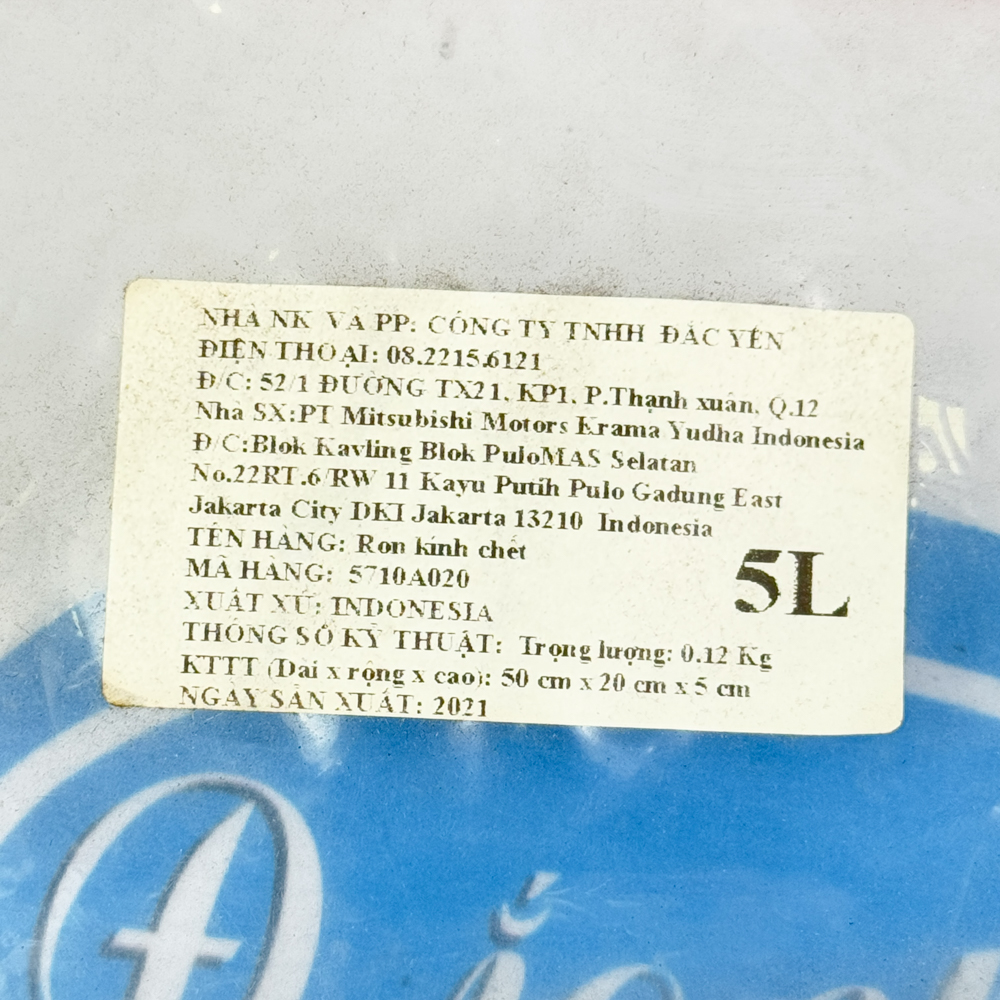 NHÀ NK VÀ PP: CÔNG TY TNHH ĐẮC YẾN
ĐIỆN THOẠI: 08.2215.6121
Đ/C: 52/1 ĐƯỜNG TX21, KP1, P.Thạnh xuân, Q.12
Nhà SX:PT Mitsubishi Motors Krama Yudha Indonesia
Đ/C:Blok Kavling Blok PuloMAS Selatan
No.22RT.6/RW 11 Kayu Putih Pulo Gadung East
Jakarta City DKI Jakarta 13210 Indonesia
TÊN HÀNG: Ron kính chết
MÃ HÀNG: 5710A020
5L
XUẤT XỨ: INDONESIA
THÔNG SỐ KỸ THUẬT: Trọng lượng: 0.12 Kg
KTTT (Dài x rộng x cao): 50 cm x 20 cm x 5 cm
NGÀY SẢN XUẤT: 2021